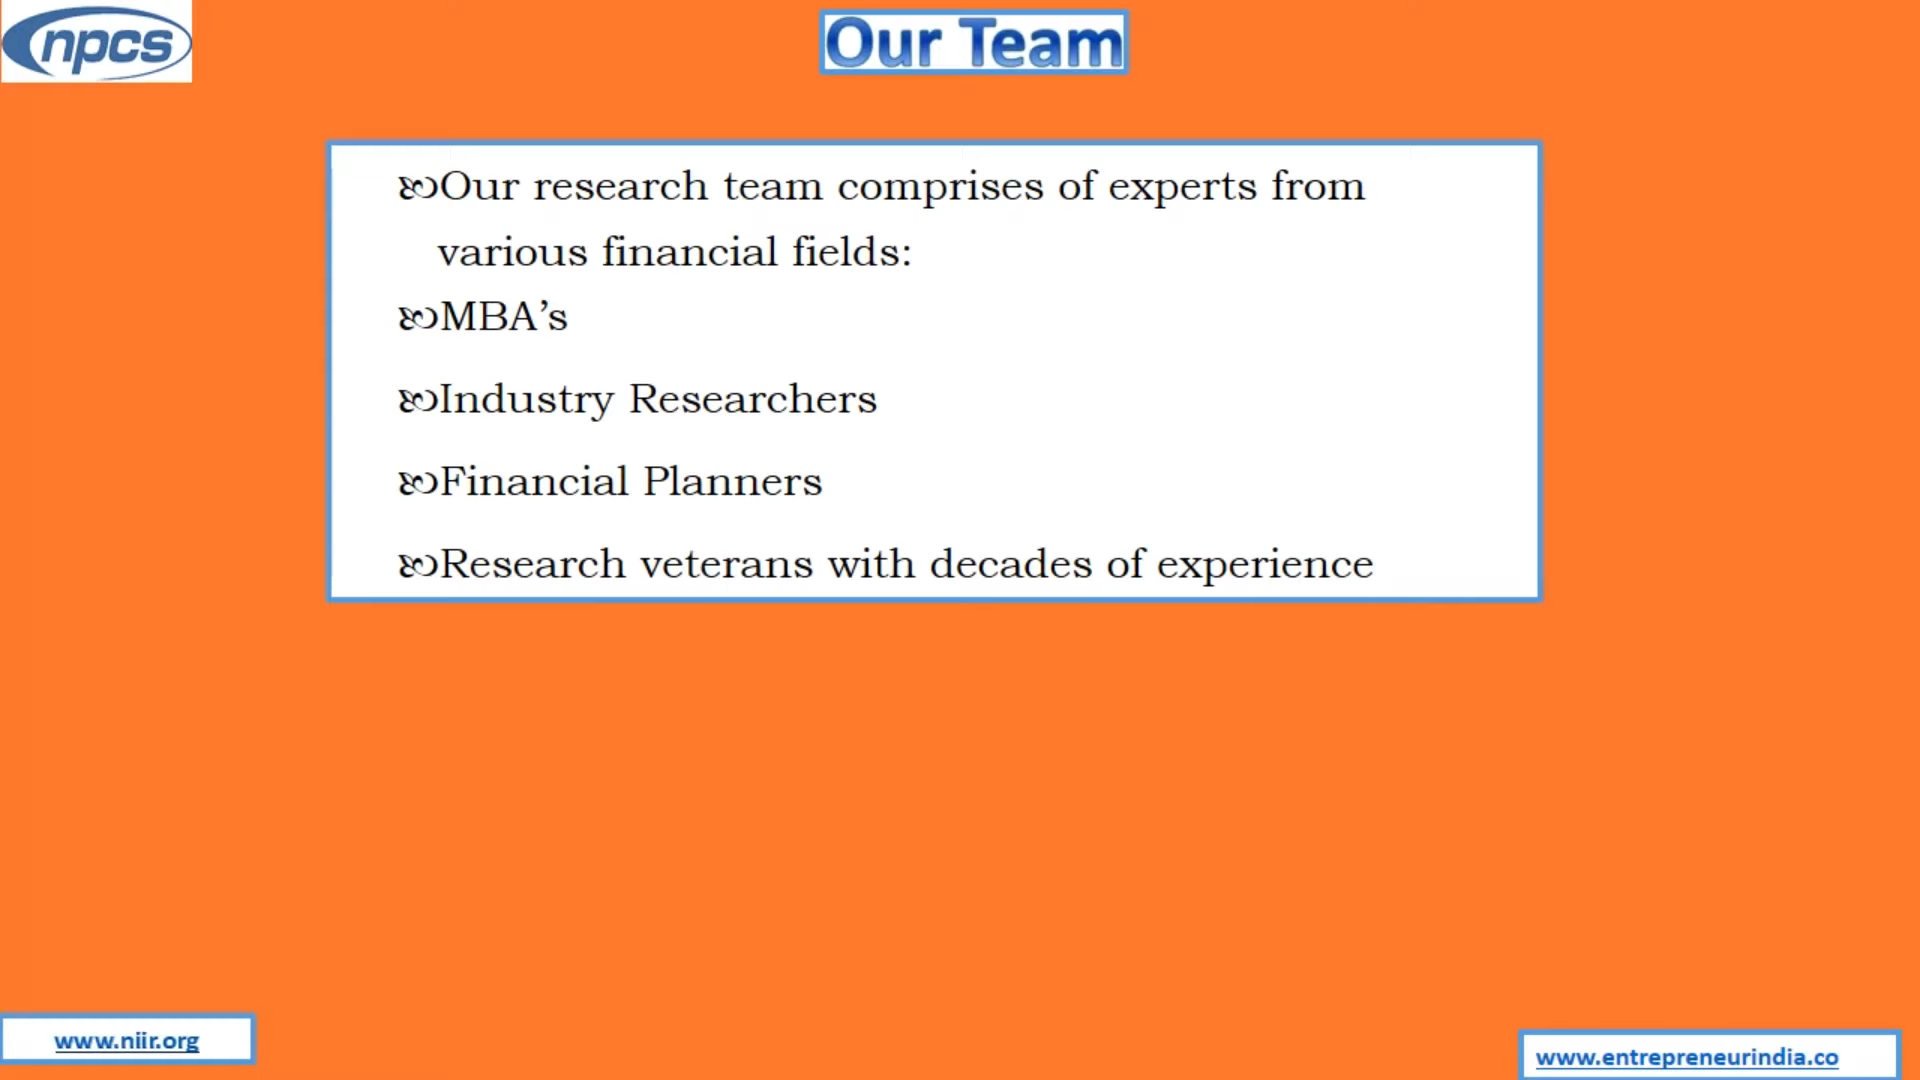 npcs
Our Team
Our research team comprises of experts from
various financial fields:
MBA’s
Industry Researchers
Financial Planners
Research veterans with decades of experience
www.niir.org
www.entrepreneurindia.co